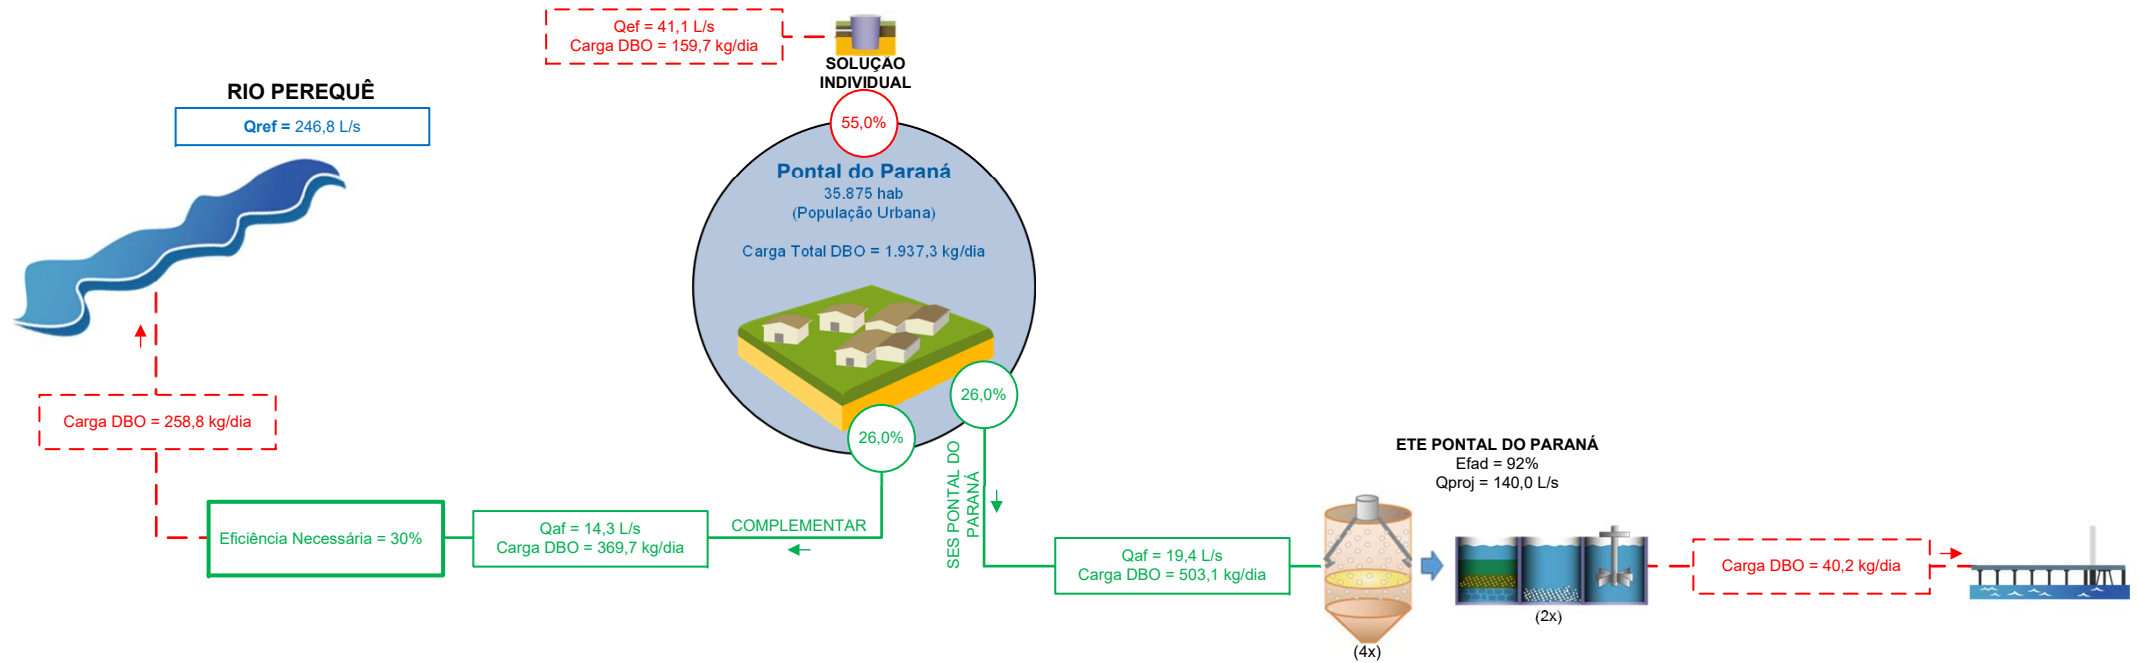 Qef = 41,1 L/s
Carga DBO = 159,7 kg/dia
SOLUÇÃO
INDIVIDUAL
RIO PEREQUÊ
Qref = 246,8 L/s
55,0%
Pontal do Paraná
35.875 hab
(População Urbana)
Carga Total DBO = 1.937,3 kg/dia
26,0%
26,0%
Carga DBO = 258,8 kg/dia
Eficiência Necessária = 30%
Qaf = 14,3 L/s
Carga DBO = 369,7 kg/dia
COMPLEMENTAR
SES PONTAL DO
PARANÁ
Qaf = 19,4 L/s
Carga DBO = 503,1 kg/dia
ETE PONTAL DO PARANÁ
Efad = 92%
Qproj = 140,0 L/s
(4x)
(2x)
Carga DBO = 40,2 kg/dia